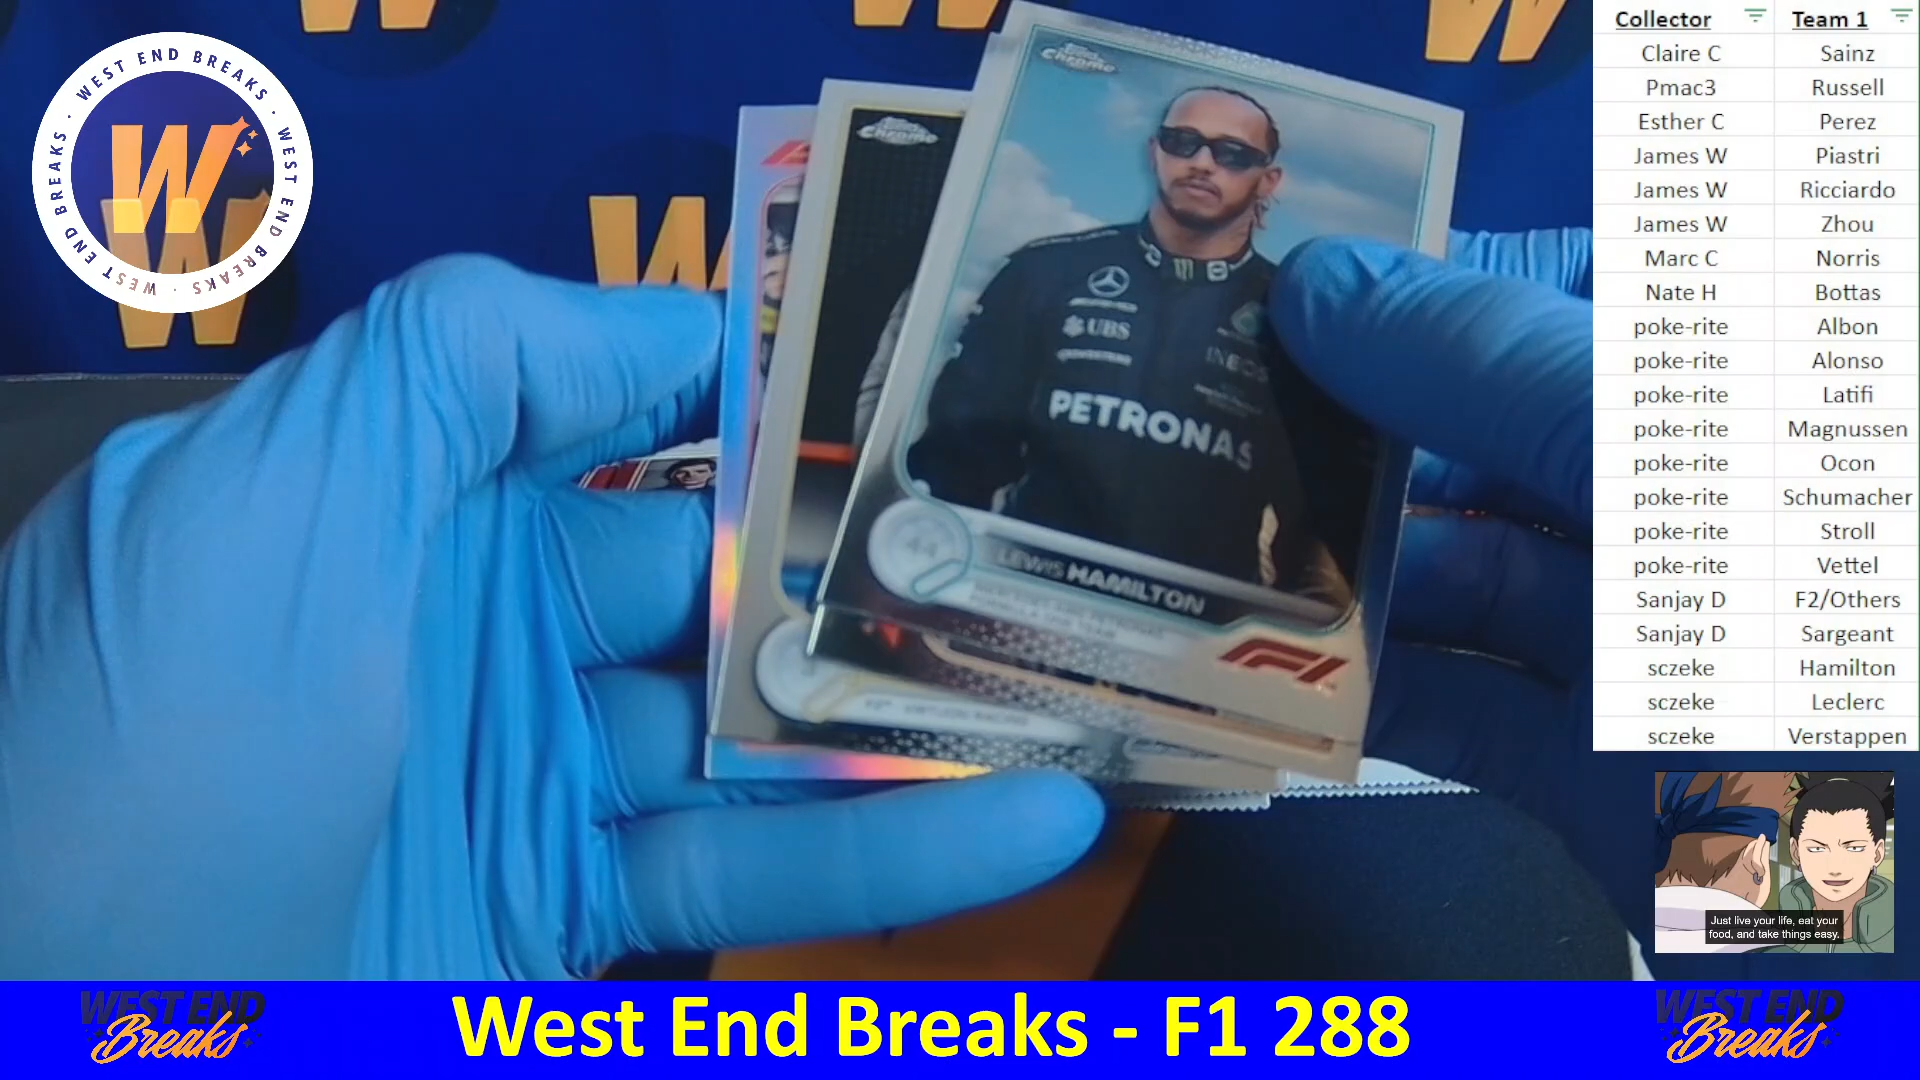 WEST END BREAKS · WEST END BREAKS · WEST END BREAKS ·
W
Topps
Chrome
Topps
Chrome
UBS
INEOS
PETRONAS
44
LEWIS HAMILTON
F1
Collector Team 1
Claire C Sainz
Pmac3 Russell
Esther C Perez
James W Piastri
James W Ricciardo
James W Zhou
Marc C Norris
Nate H Bottas
poke-rite Albon
poke-rite Alonso
poke-rite Latifi
poke-rite Magnussen
poke-rite Ocon
poke-rite Schumacher
poke-rite Stroll
poke-rite Vettel
Sanjay D F2/Others
Sanjay D Sargeant
sczeke Hamilton
sczeke Leclerc
sczeke Verstappen
Just live your life, eat your
food, and take things easy.
WEST END
Breaks
West End Breaks - F1 288
WEST END
Breaks